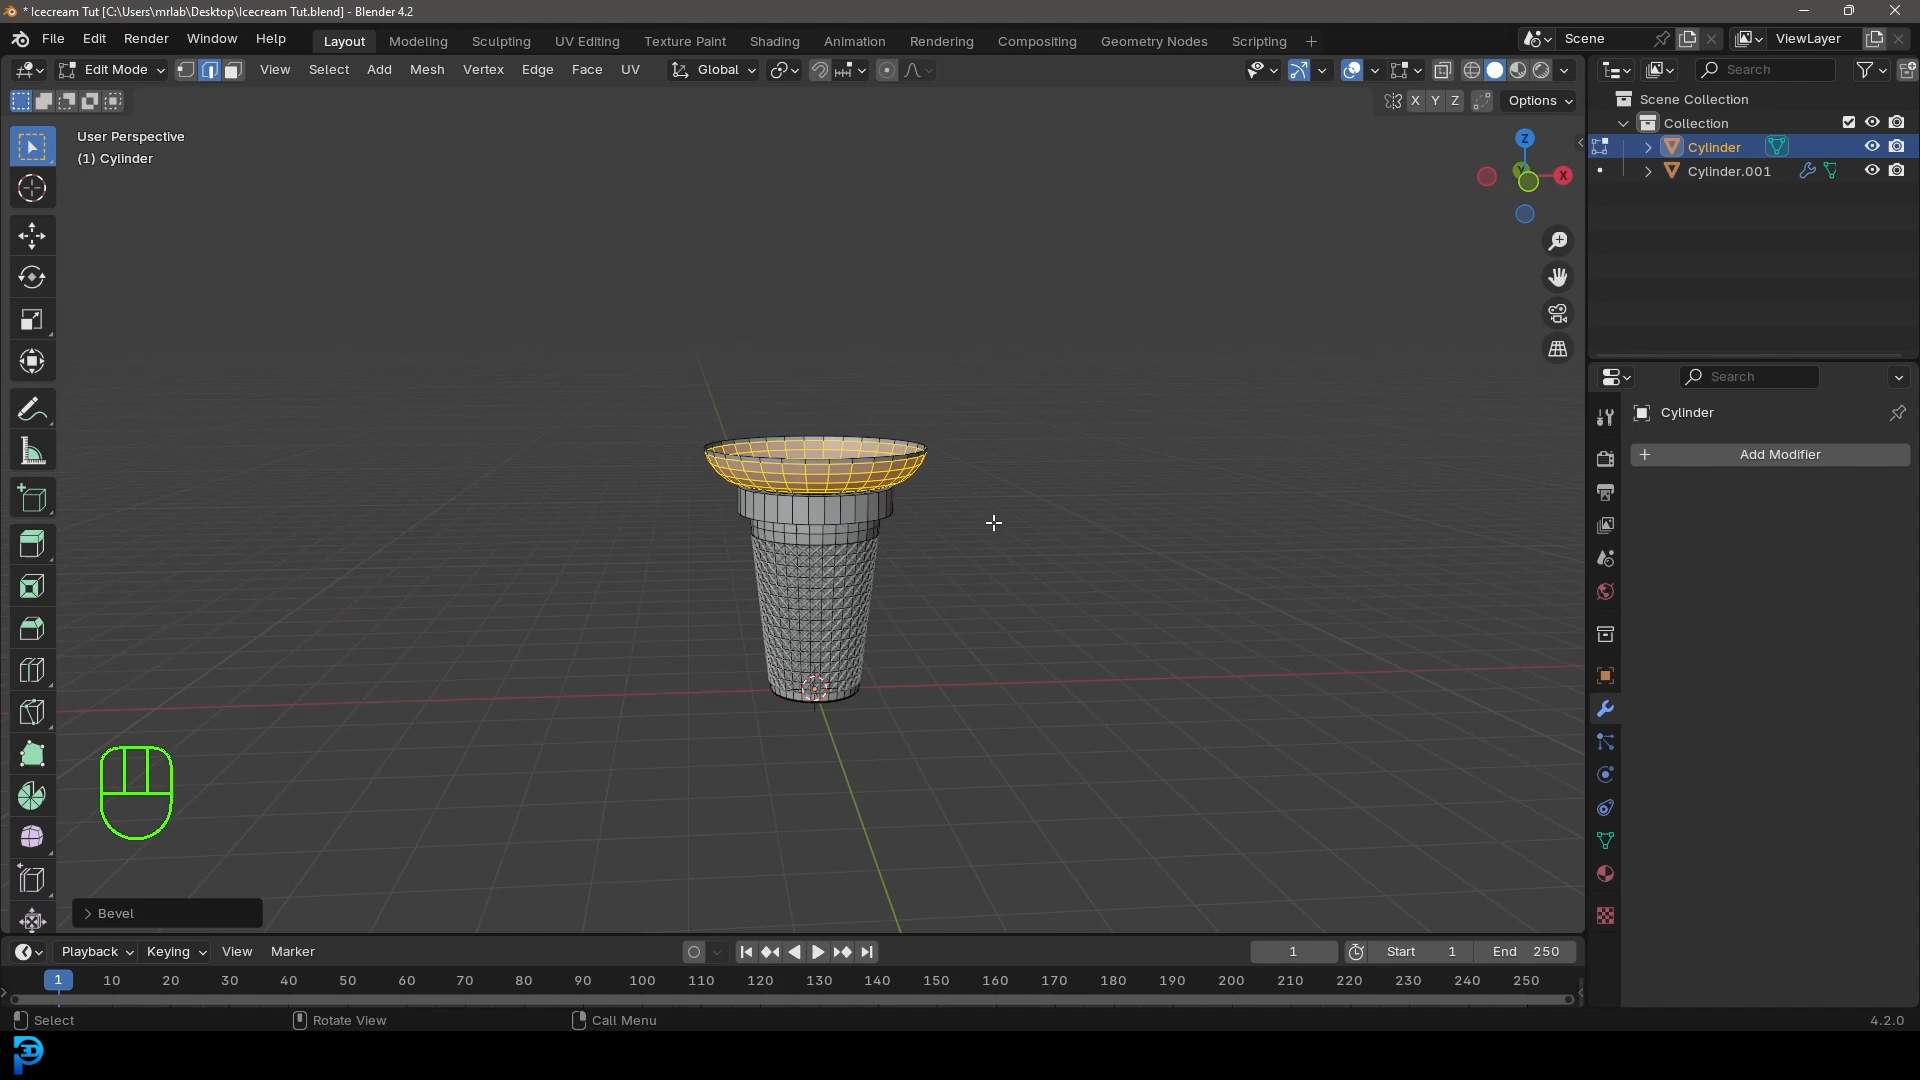 * Icecream Tut [C:\Users\mrlab\Desktop\Icecream Tut.blend] - Blender 4.2
File Edit Render Window Help
Layout Modeling Sculpting UV Editing Texture Paint Shading Animation Rendering Compositing Geometry Nodes Scripting +
Scene
ViewLayer
Edit Mode
View Select Add Mesh Vertex Edge Face UV
Global
Search
X Y Z Options
Scene Collection
Collection
Cylinder
Cylinder.001
User Perspective
(1) Cylinder
Z
X
Search
Cylinder
+ Add Modifier
> Bevel
Playback Keying View Marker
1
Start 1
End 250
1 10 20 30 40 50 60 70 80 90 100 110 120 130 140 150 160 170 180 190 200 210 220 230 240 250
Select
Rotate View
Call Menu
4.2.0
3D